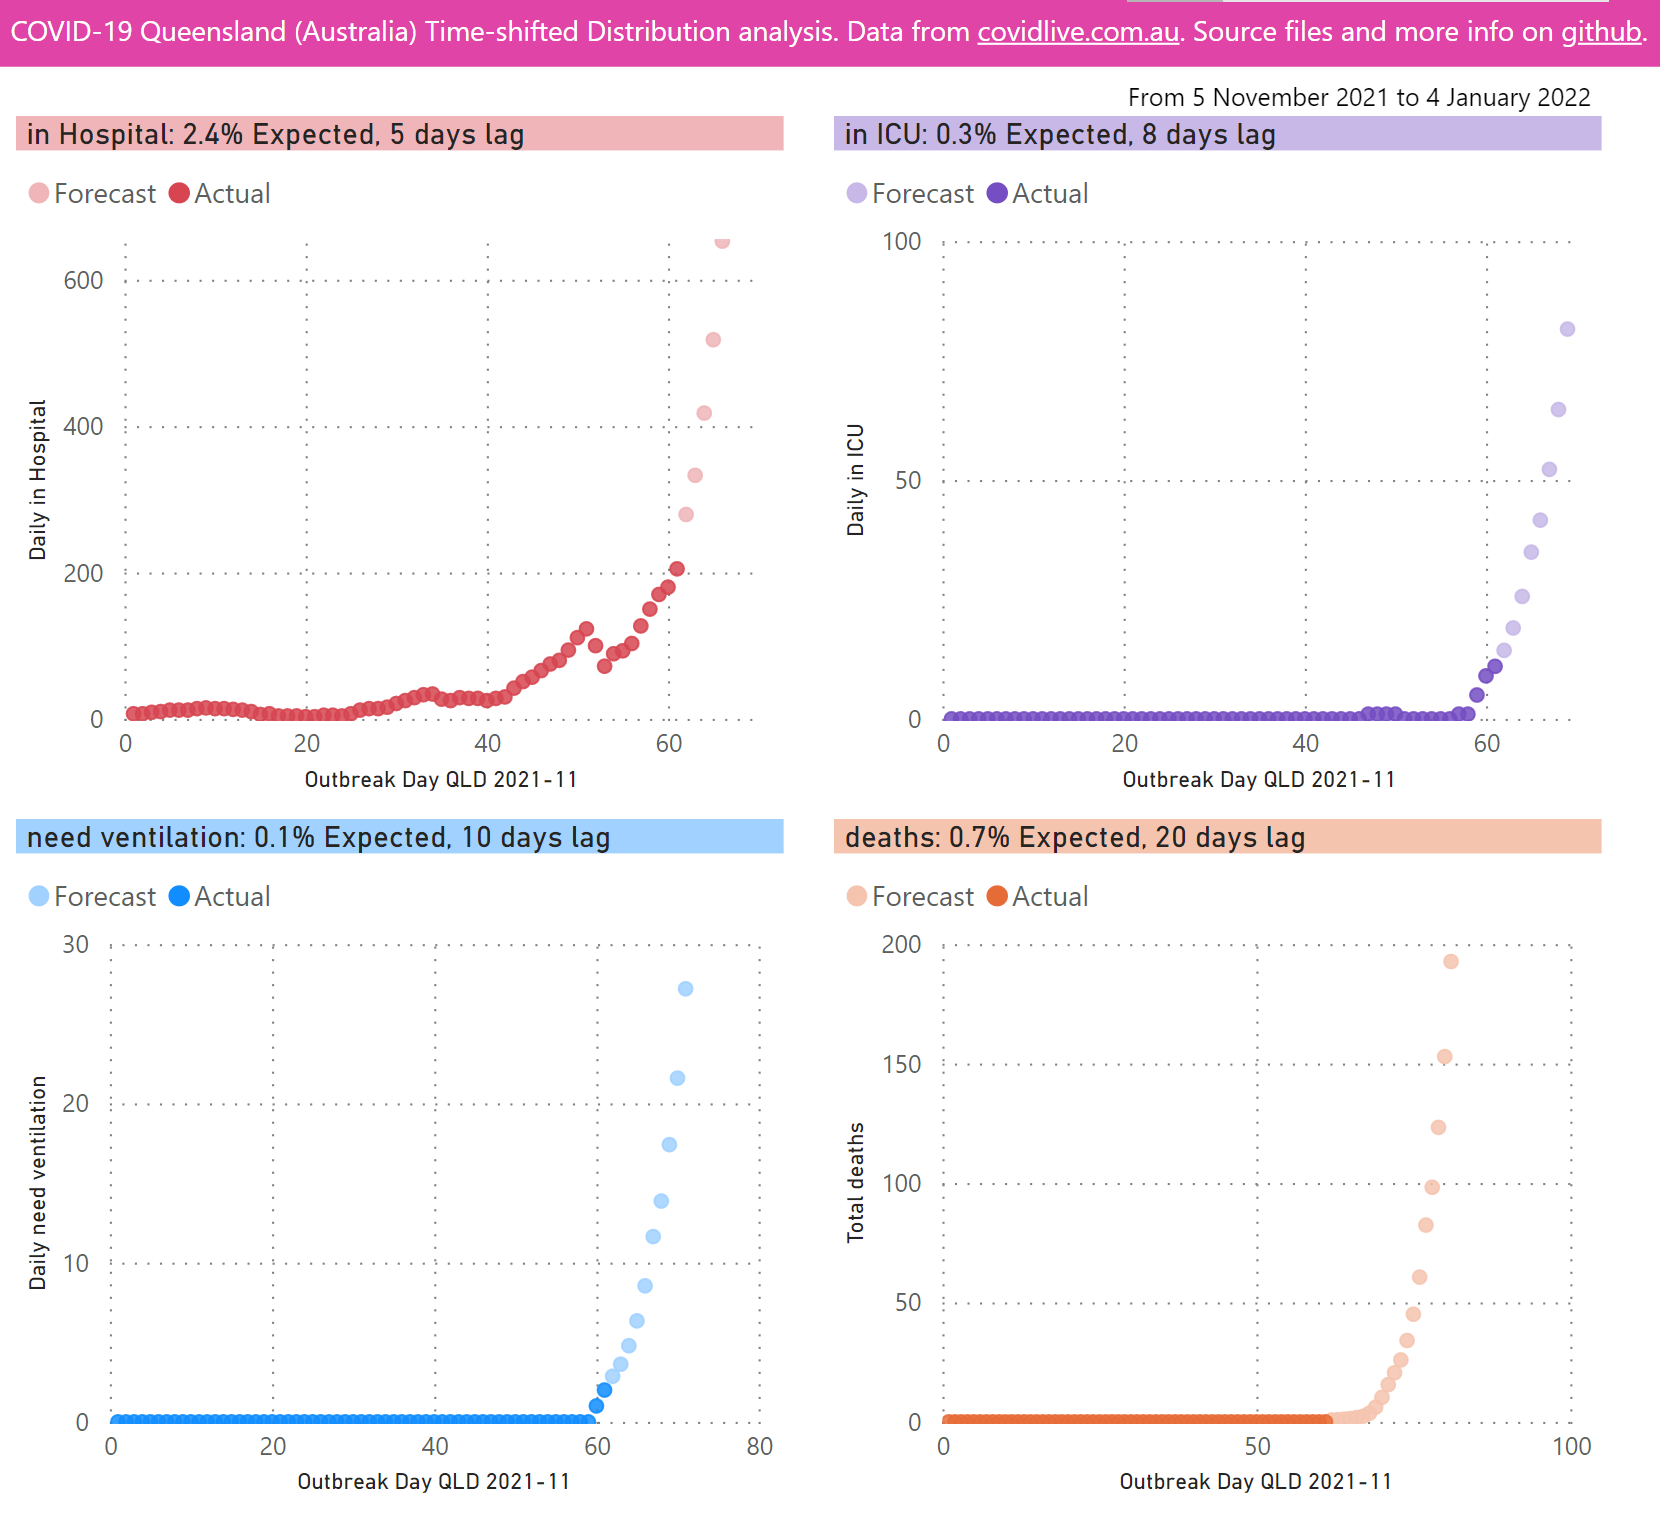 COVID-19 Queensland (Australia) Time-shifted Distribution analysis. Data from covidlive.com.au. Source files and more info on github.
From 5 November 2021 to 4 January 2022
in Hospital: 2.4% Expected, 5 days lag
Forecast Actual
Daily in Hospital
600
400
200
0
0 20 40 60
Outbreak Day QLD 2021-11
in ICU: 0.3% Expected, 8 days lag
Forecast Actual
Daily in ICU
100
50
0
0 20 40 60
Outbreak Day QLD 2021-11
need ventilation: 0.1% Expected, 10 days lag
Forecast Actual
Daily need ventilation
30
20
10
0
0 20 40 60 80
Outbreak Day QLD 2021-11
deaths: 0.7% Expected, 20 days lag
Forecast Actual
Total deaths
200
150
100
50
0
0 50 100
Outbreak Day QLD 2021-11